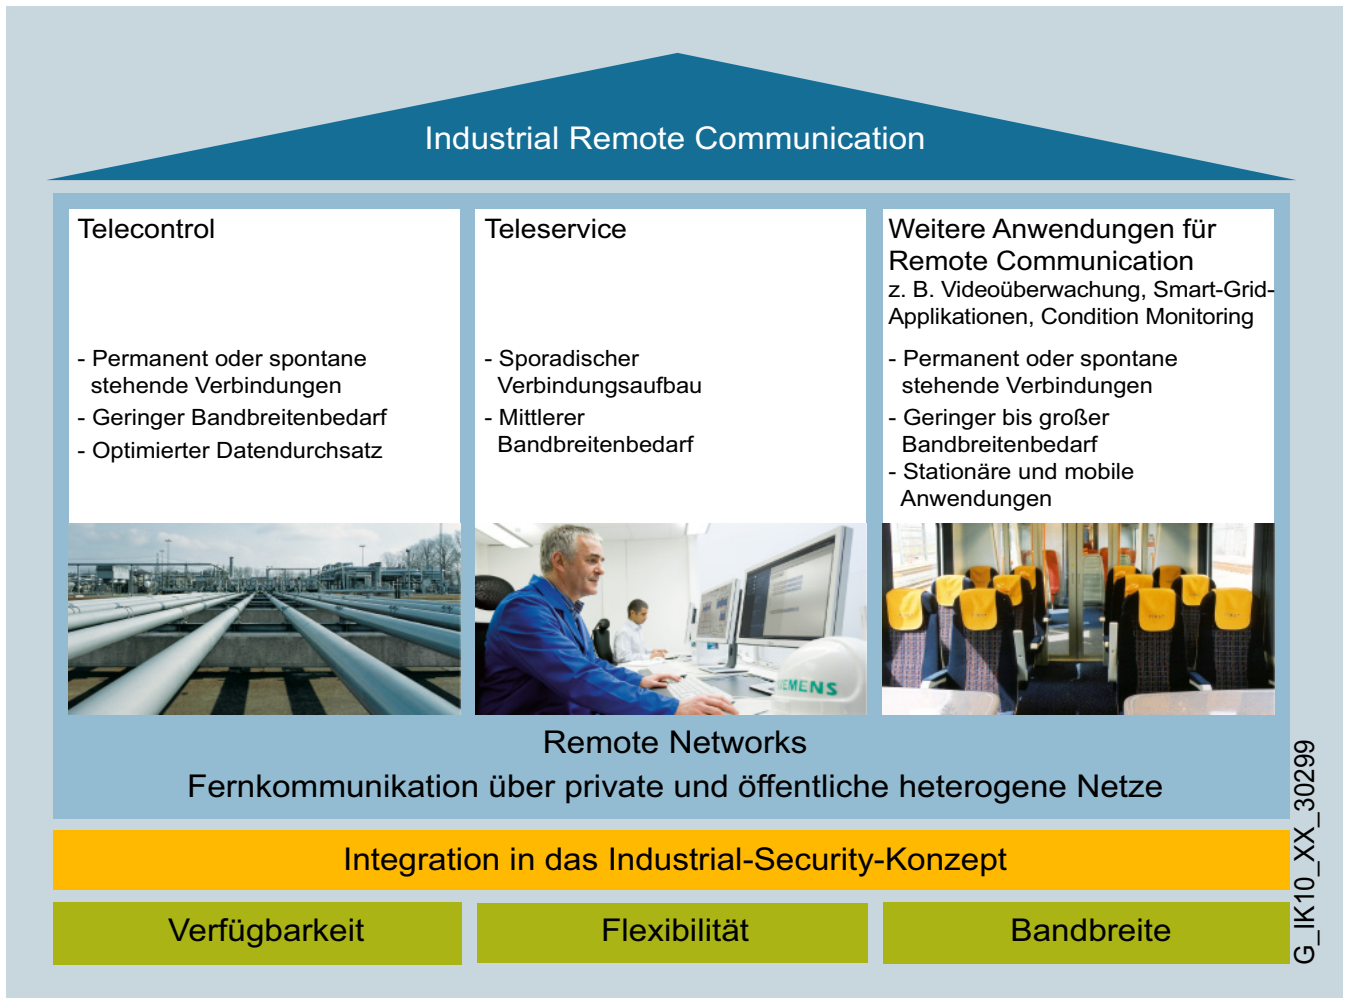 Industrial Remote Communication
Telecontrol
- Permanent oder spontane
stehende Verbindungen
- Geringer Bandbreitenbedarf
- Optimierter Datendurchsatz
Teleservice
- Sporadischer
Verbindungsaufbau
- Mittlerer
Bandbreitenbedarf
Weitere Anwendungen für
Remote Communication
z. B. Videoüberwachung, Smart-Grid-
Applikationen, Condition Monitoring
- Permanent oder spontane
stehende Verbindungen
- Geringer bis großer
Bandbreitenbedarf
- Stationäre und mobile
Anwendungen
Remote Networks
Fernkommunikation über private und öffentliche heterogene Netze
Integration in das Industrial-Security-Konzept
Verfügbarkeit
Flexibilität
Bandbreite
G_IK10_XX_30299